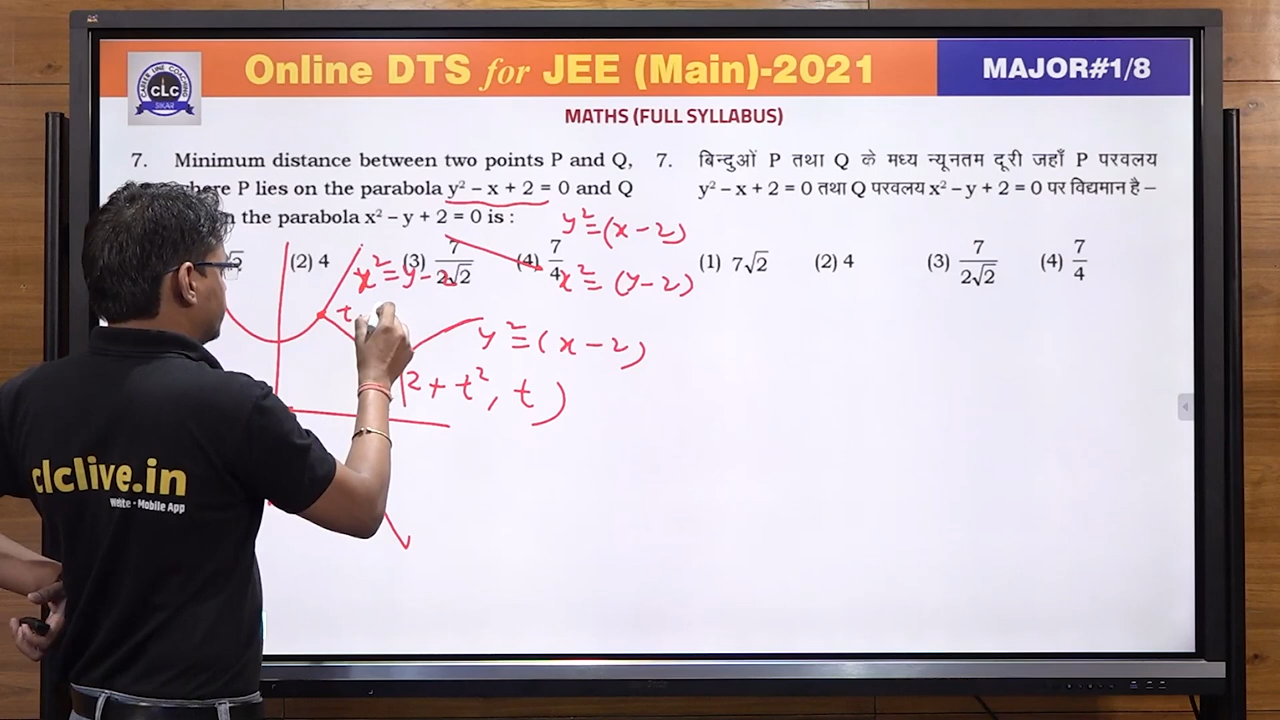 Online DTS for JEE (Main)-2021
MAJOR#1/8
CAREER LINE COACHING
CLC
SIKAR
MATHS (FULL SYLLABUS)
7. Minimum distance between two points P and Q,
where P lies on the parabola y² – x + 2 = 0 and Q
n the parabola x² – y + 2 = 0 is :
√2 (2) 4 (3) 7/2√2 (4) 7/4
7. बिन्दुओं P तथा Q के मध्य न्यूनतम दूरी जहाँ P परवलय
y² – x + 2 = 0 तथा Q परवलय x² – y + 2 = 0 पर विद्यमान है –
(1) 7√2 (2) 4 (3) 7/2√2 (4) 7/4
y² = (x – 2)
x² = (y – 2)
x² = y – 2
(t,
y² = (x – 2)
(2 + t², t)
clclive.in
Website - Mobile App